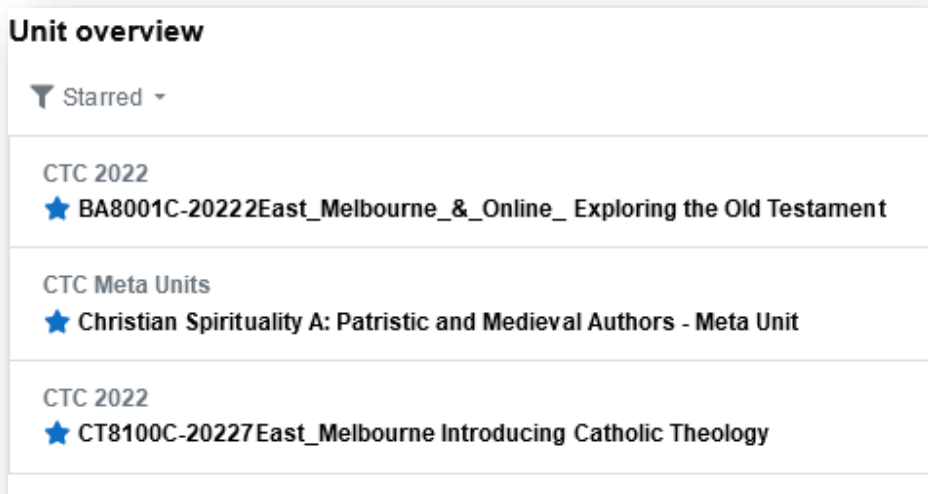 Unit overview
Starred
CTC 2022
BA8001C-20222East_Melbourne_&_Online_ Exploring the Old Testament
CTC Meta Units
Christian Spirituality A: Patristic and Medieval Authors - Meta Unit
CTC 2022
CT8100C-20227East_Melbourne Introducing Catholic Theology